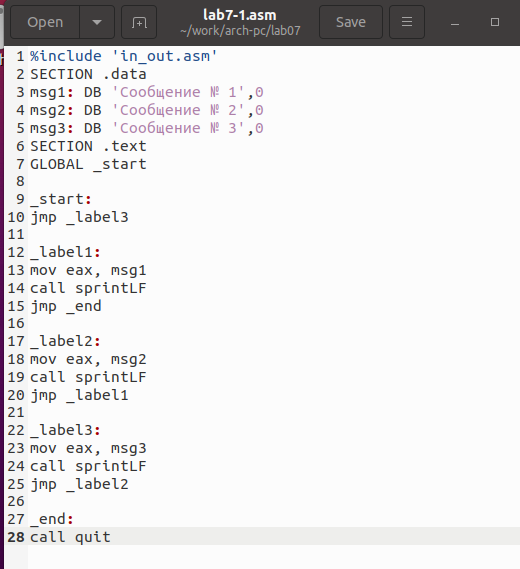 Open
lab7-1.asm
~/work/arch-pc/lab07
Save
1 %include 'in_out.asm'
2 SECTION .data
3 msg1: DB 'Сообщение № 1',0
4 msg2: DB 'Сообщение № 2',0
5 msg3: DB 'Сообщение № 3',0
6 SECTION .text
7 GLOBAL _start
8
9 _start:
10 jmp _label3
11
12 _label1:
13 mov eax, msg1
14 call sprintLF
15 jmp _end
16
17 _label2:
18 mov eax, msg2
19 call sprintLF
20 jmp _label1
21
22 _label3:
23 mov eax, msg3
24 call sprintLF
25 jmp _label2
26
27 _end:
28 call quit